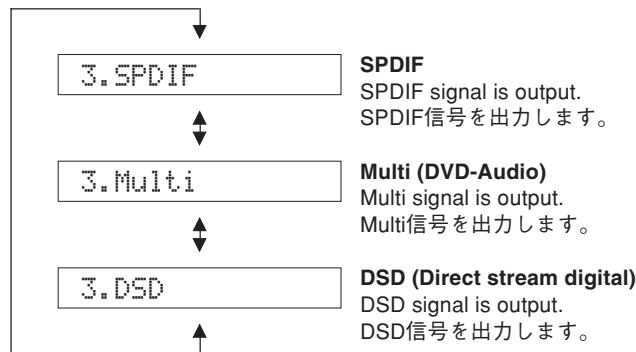 3.SPDIF
SPDIF
SPDIF signal is output.
SPDIF信号を出力します。
3.Multi
Multi (DVD-Audio)
Multi signal is output.
Multi信号を出力します。
3.DSD
DSD (Direct stream digital)
DSD signal is output.
DSD信号を出力します。